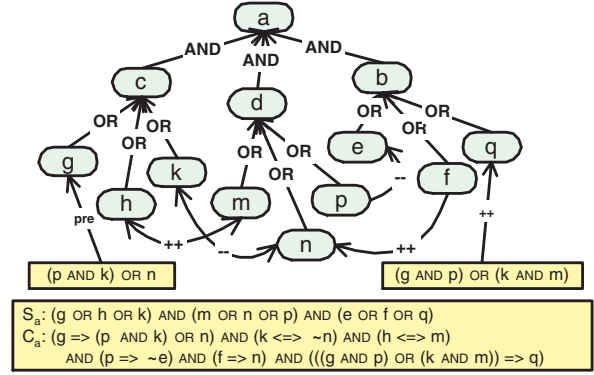 a
AND
AND
AND
c
d
b
OR
OR
OR
OR
OR
OR
OR
OR
OR
g
h
k
m
n
p
e
f
q
pre
++
--
++
--
++
(p AND k) OR n
(g AND p) OR (k AND m)
Sa: (g OR h OR k) AND (m OR n OR p) AND (e OR f OR q)
Ca: (g => (p AND k) OR n) AND (k <=> ~n) AND (h <=> m)
AND (p => ~e) AND (f => n) AND (((g AND p) OR (k AND m)) => q)